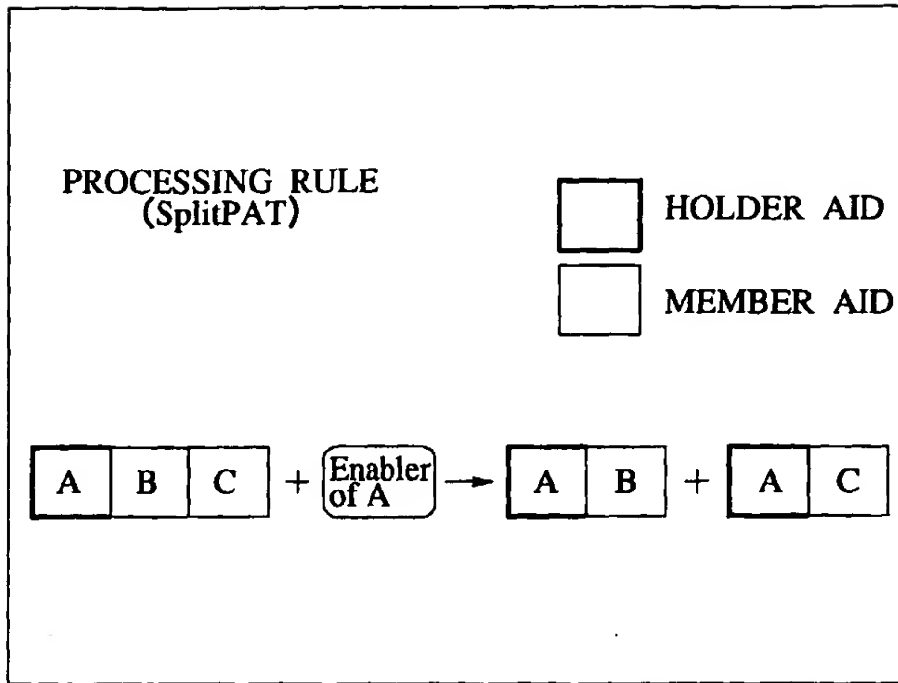 PROCESSING RULE
(SplitPAT)
HOLDER AID
MEMBER AID
A B C + Enabler of A → A B + A C